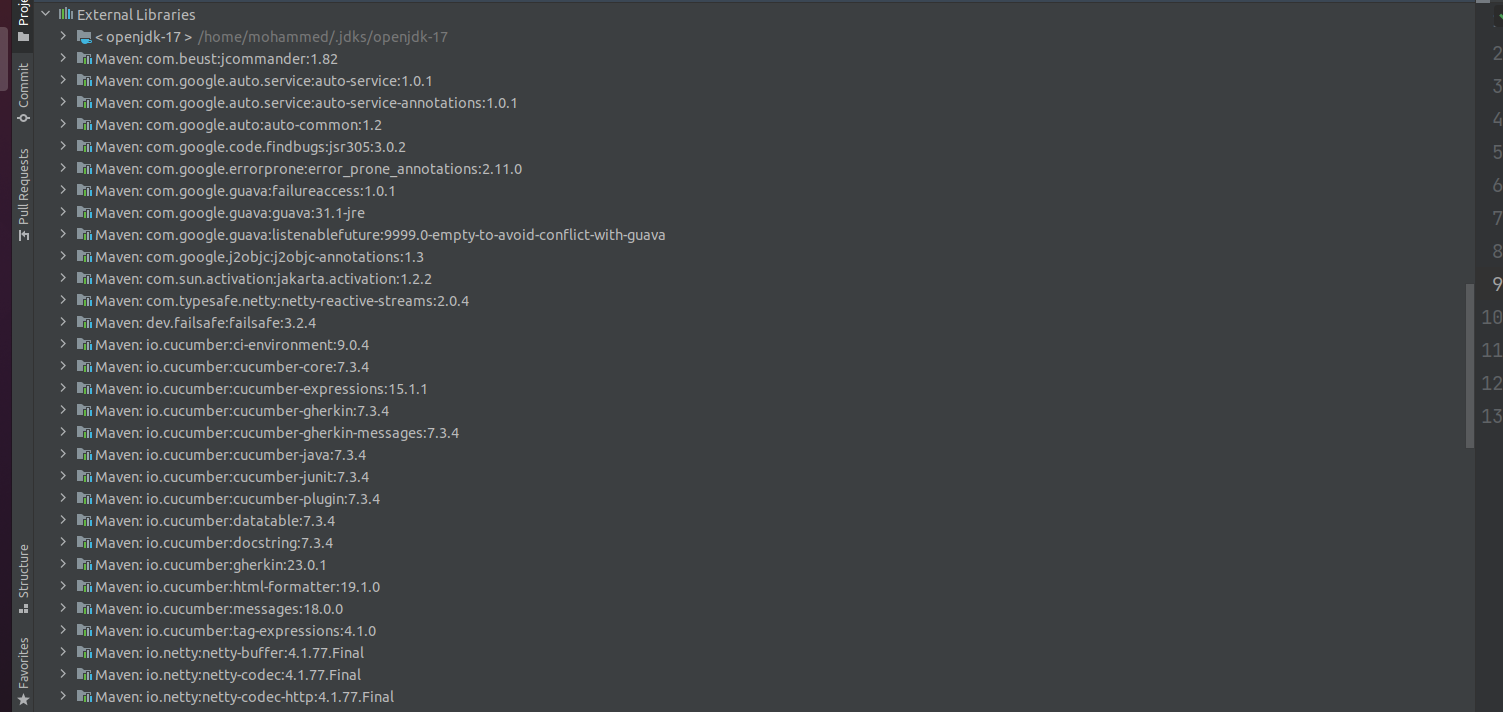 Proje
Commit
Pull Requests
Structure
Favorites
External Libraries
< openjdk-17 > /home/mohammed/.jdks/openjdk-17
Maven: com.beust:jcommander:1.82
Maven: com.google.auto.service:auto-service:1.0.1
Maven: com.google.auto.service:auto-service-annotations:1.0.1
Maven: com.google.auto:auto-common:1.2
Maven: com.google.code.findbugs:jsr305:3.0.2
Maven: com.google.errorprone:error_prone_annotations:2.11.0
Maven: com.google.guava:failureaccess:1.0.1
Maven: com.google.guava:guava:31.1-jre
Maven: com.google.guava:listenablefuture:9999.0-empty-to-avoid-conflict-with-guava
Maven: com.google.j2objc:j2objc-annotations:1.3
Maven: com.sun.activation:jakarta.activation:1.2.2
Maven: com.typesafe.netty:netty-reactive-streams:2.0.4
Maven: dev.failsafe:failsafe:3.2.4
Maven: io.cucumber:ci-environment:9.0.4
Maven: io.cucumber:cucumber-core:7.3.4
Maven: io.cucumber:cucumber-expressions:15.1.1
Maven: io.cucumber:cucumber-gherkin:7.3.4
Maven: io.cucumber:cucumber-gherkin-messages:7.3.4
Maven: io.cucumber:cucumber-java:7.3.4
Maven: io.cucumber:cucumber-junit:7.3.4
Maven: io.cucumber:cucumber-plugin:7.3.4
Maven: io.cucumber:datatable:7.3.4
Maven: io.cucumber:docstring:7.3.4
Maven: io.cucumber:gherkin:23.0.1
Maven: io.cucumber:html-formatter:19.1.0
Maven: io.cucumber:messages:18.0.0
Maven: io.cucumber:tag-expressions:4.1.0
Maven: io.netty:netty-buffer:4.1.77.Final
Maven: io.netty:netty-codec:4.1.77.Final
Maven: io.netty:netty-codec-http:4.1.77.Final
2
3
4
5
6
7
8
9
10
11
12
13